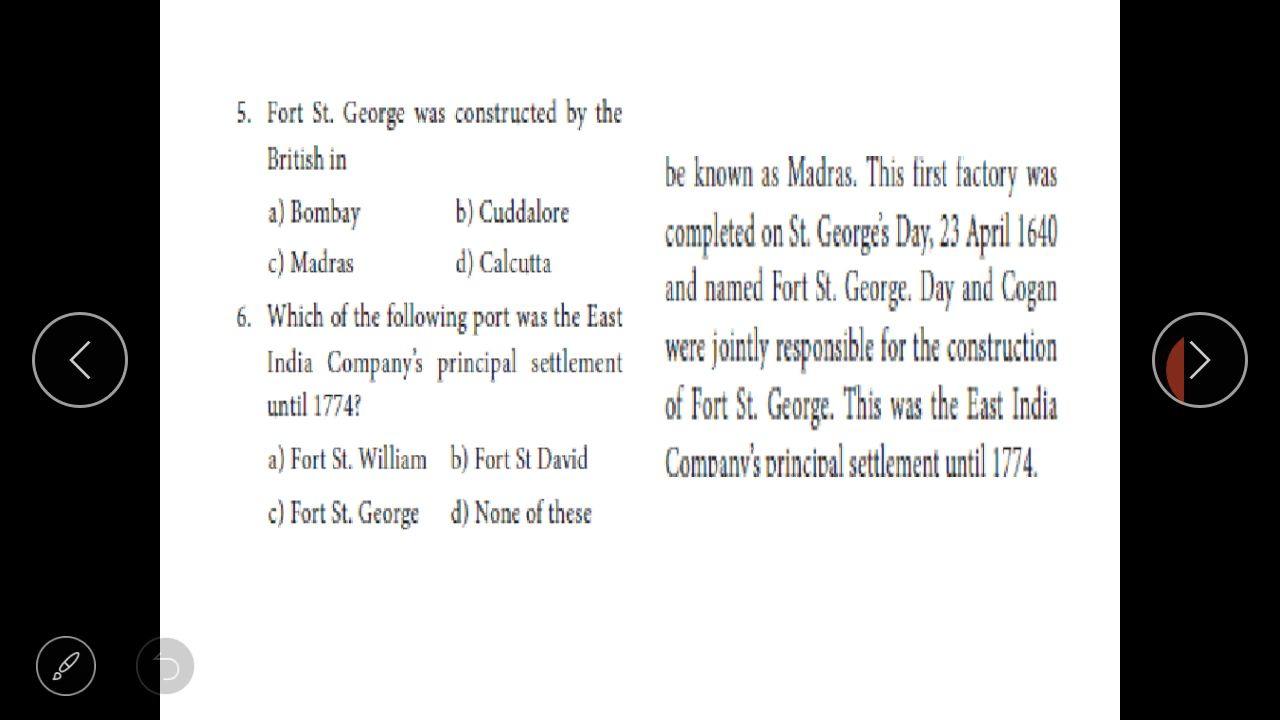 5. Fort St. George was constructed by the
British in
a) Bombay b) Cuddalore
c) Madras d) Calcutta
6. Which of the following port was the East
India Company's principal settlement
until 1774?
a) Fort St. William b) Fort St David
c) Fort St. George d) None of these
be known as Madras. This first factory was
completed on St. George's Day, 23 April 1640
and named Fort St. George. Day and Cogan
were jointly responsible for the construction
of Fort St. George. This was the East India
Company's principal settlement until 1774.